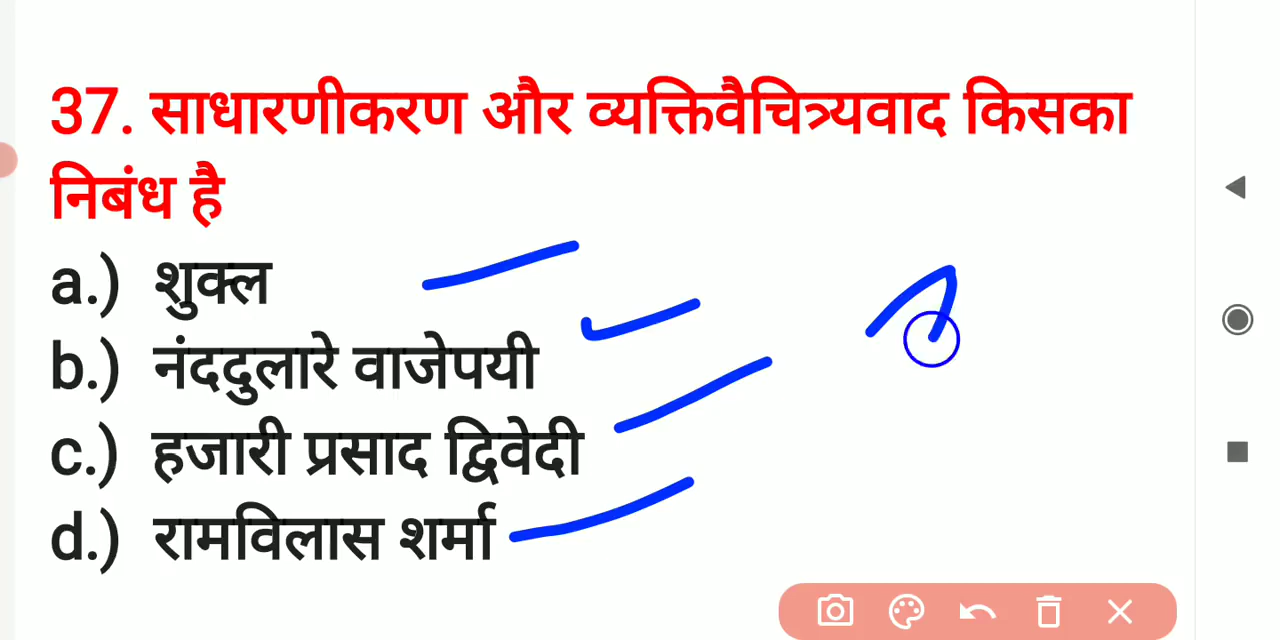 37. साधारणीकरण और व्यक्तिवैचित्र्यवाद किसका
निबंध है
a.) शुक्ल
b.) नंददुलारे वाजेपयी
c.) हजारी प्रसाद द्विवेदी
d.) रामविलास शर्मा